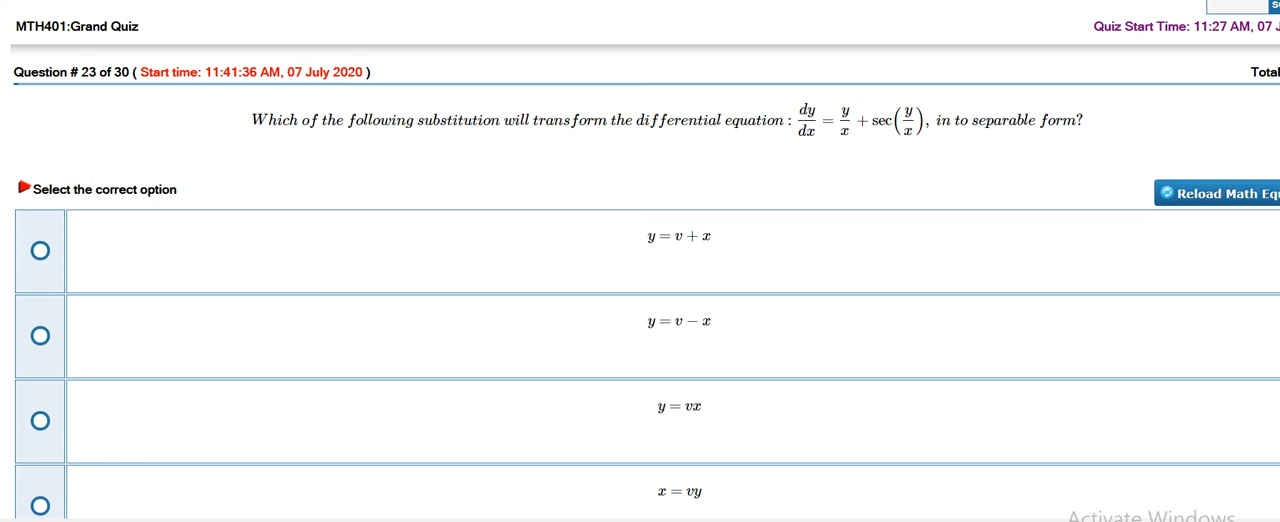 MTH401:Grand Quiz
Quiz Start Time: 11:27 AM, 07
Question # 23 of 30 ( Start time: 11:41:36 AM, 07 July 2020 )
Total
Which of the following substitution will transform the differential equation : dy/dx = y/x + sec(y/x), in to separable form?
Select the correct option
Reload Math Equ
y = v + x
y = v − x
y = vx
x = vy
Activate Windows